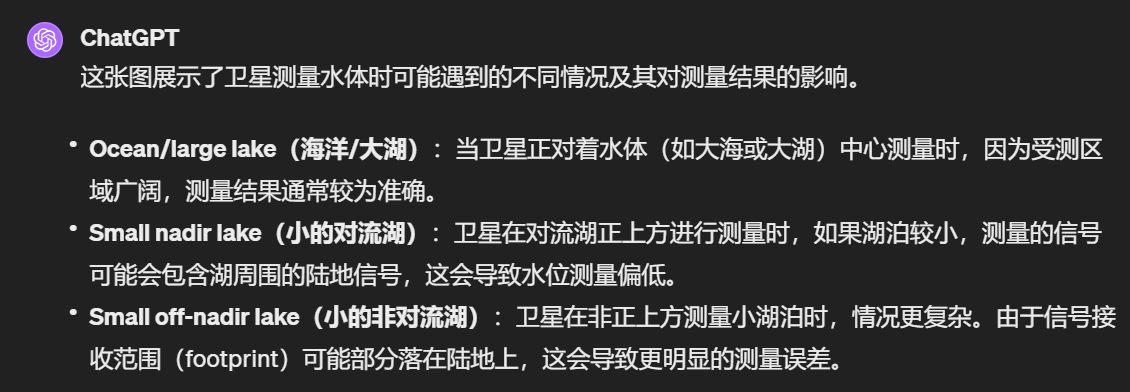 ChatGPT
这张图展示了卫星测量水体时可能遇到的不同情况及其对测量结果的影响。
• Ocean/large lake（海洋/大湖）：当卫星正对着水体（如大海或大湖）中心测量时，因为受测区
域广阔，测量结果通常较为准确。
• Small nadir lake（小的对流湖）：卫星在对流湖正上方进行测量时，如果湖泊较小，测量的信号
可能会包含湖周围的陆地信号，这会导致水位测量偏低。
• Small off-nadir lake（小的非对流湖）：卫星在非正上方测量小湖泊时，情况更复杂。由于信号接
收范围（footprint）可能部分落在陆地上，这会导致更明显的测量误差。